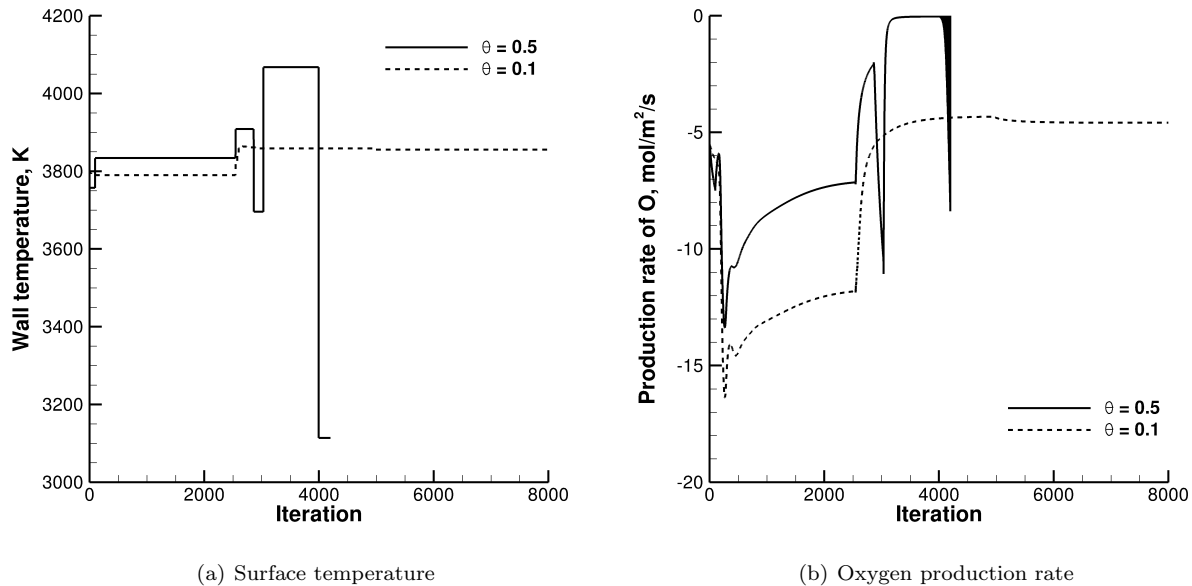 4200
4000
3800
3600
3400
3200
3000
0
2000
4000
6000
8000
Wall temperature, K
Iteration
θ = 0.5
θ = 0.1
(a) Surface temperature
0
-5
-10
-15
-20
0
2000
4000
6000
8000
Production rate of O, mol/m²/s
Iteration
θ = 0.5
θ = 0.1
(b) Oxygen production rate